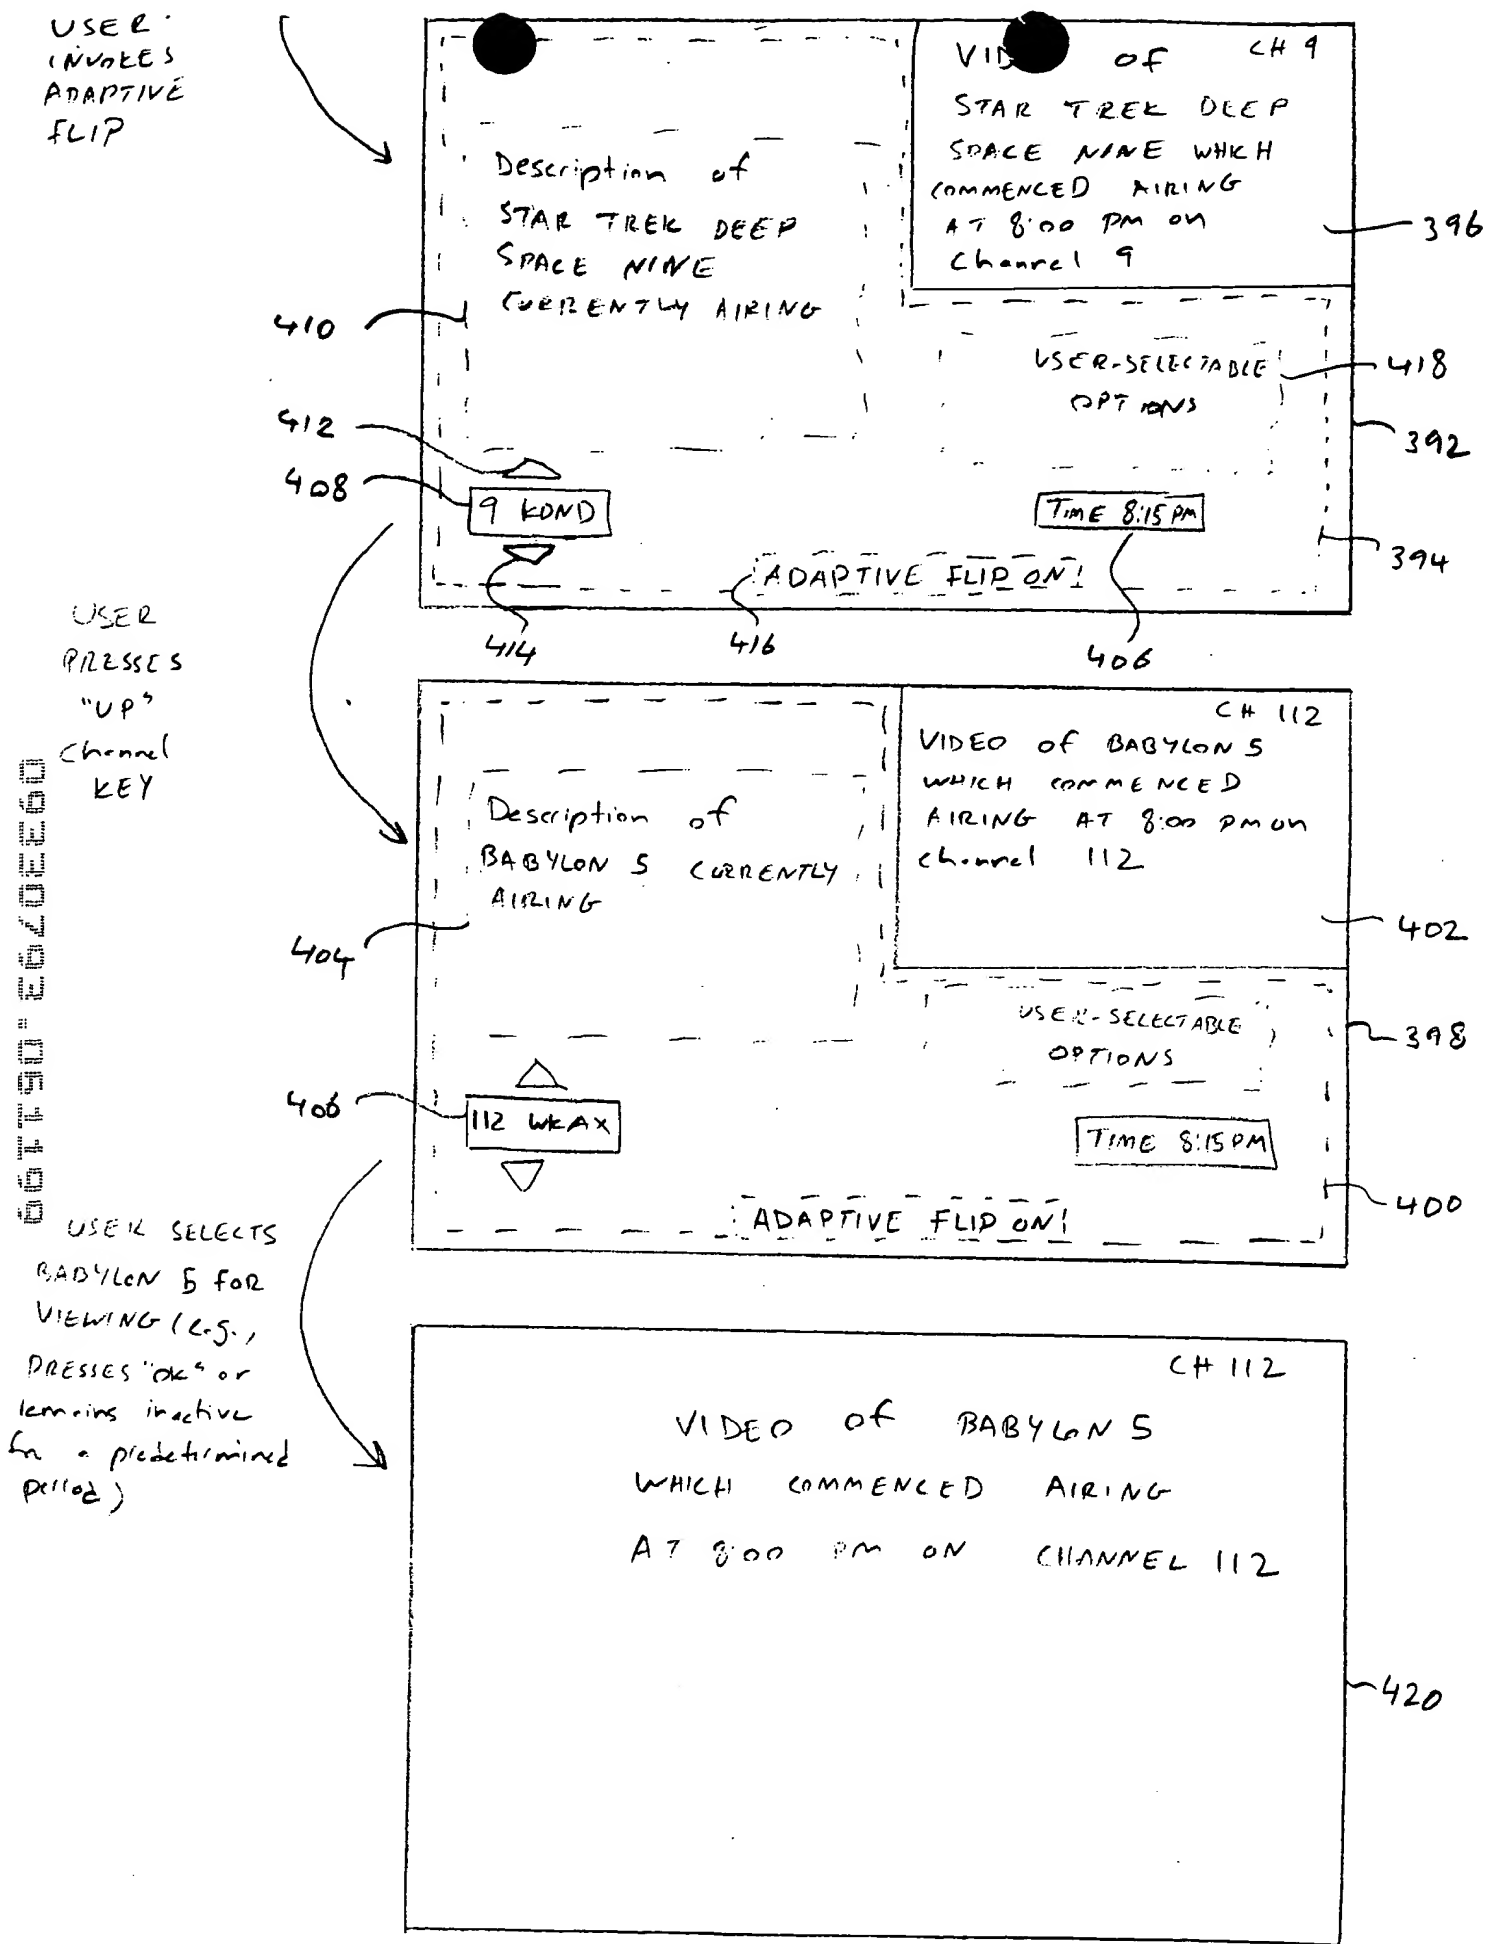 USER
INVOKES
ADAPTIVE
FLIP
CH 9
VIDEO of
STAR TREK DEEP
SPACE NINE WHICH
COMMENCED AIRING
AT 8:00 PM on
Channel 9
396
Description of
STAR TREK DEEP
SPACE NINE
CURRENTLY AIRING
410
USER-SELECTABLE
OPTIONS
418
412
392
408
9 KDND
TIME 8:15 PM
394
ADAPTIVE FLIP ON!
414
416
406
USER
PRESSES
"UP"
Channel
KEY
CH 112
VIDEO of BABYLON 5
WHICH COMMENCED
AIRING AT 8:00 PM on
channel 112
402
Description of
BABYLON 5 CURRENTLY
AIRING
404
USER-SELECTABLE
OPTIONS
398
406
112 WKAX
TIME 8:15 PM
400
ADAPTIVE FLIP ON!
09330793.051199
USER SELECTS
BABYLON 5 FOR
VIEWING (e.g.,
PRESSES "OK" or
remains inactive
for a predetermined
period)
CH 112
VIDEO of BABYLON 5
WHICH COMMENCED AIRING
AT 8:00 PM ON CHANNEL 112
420